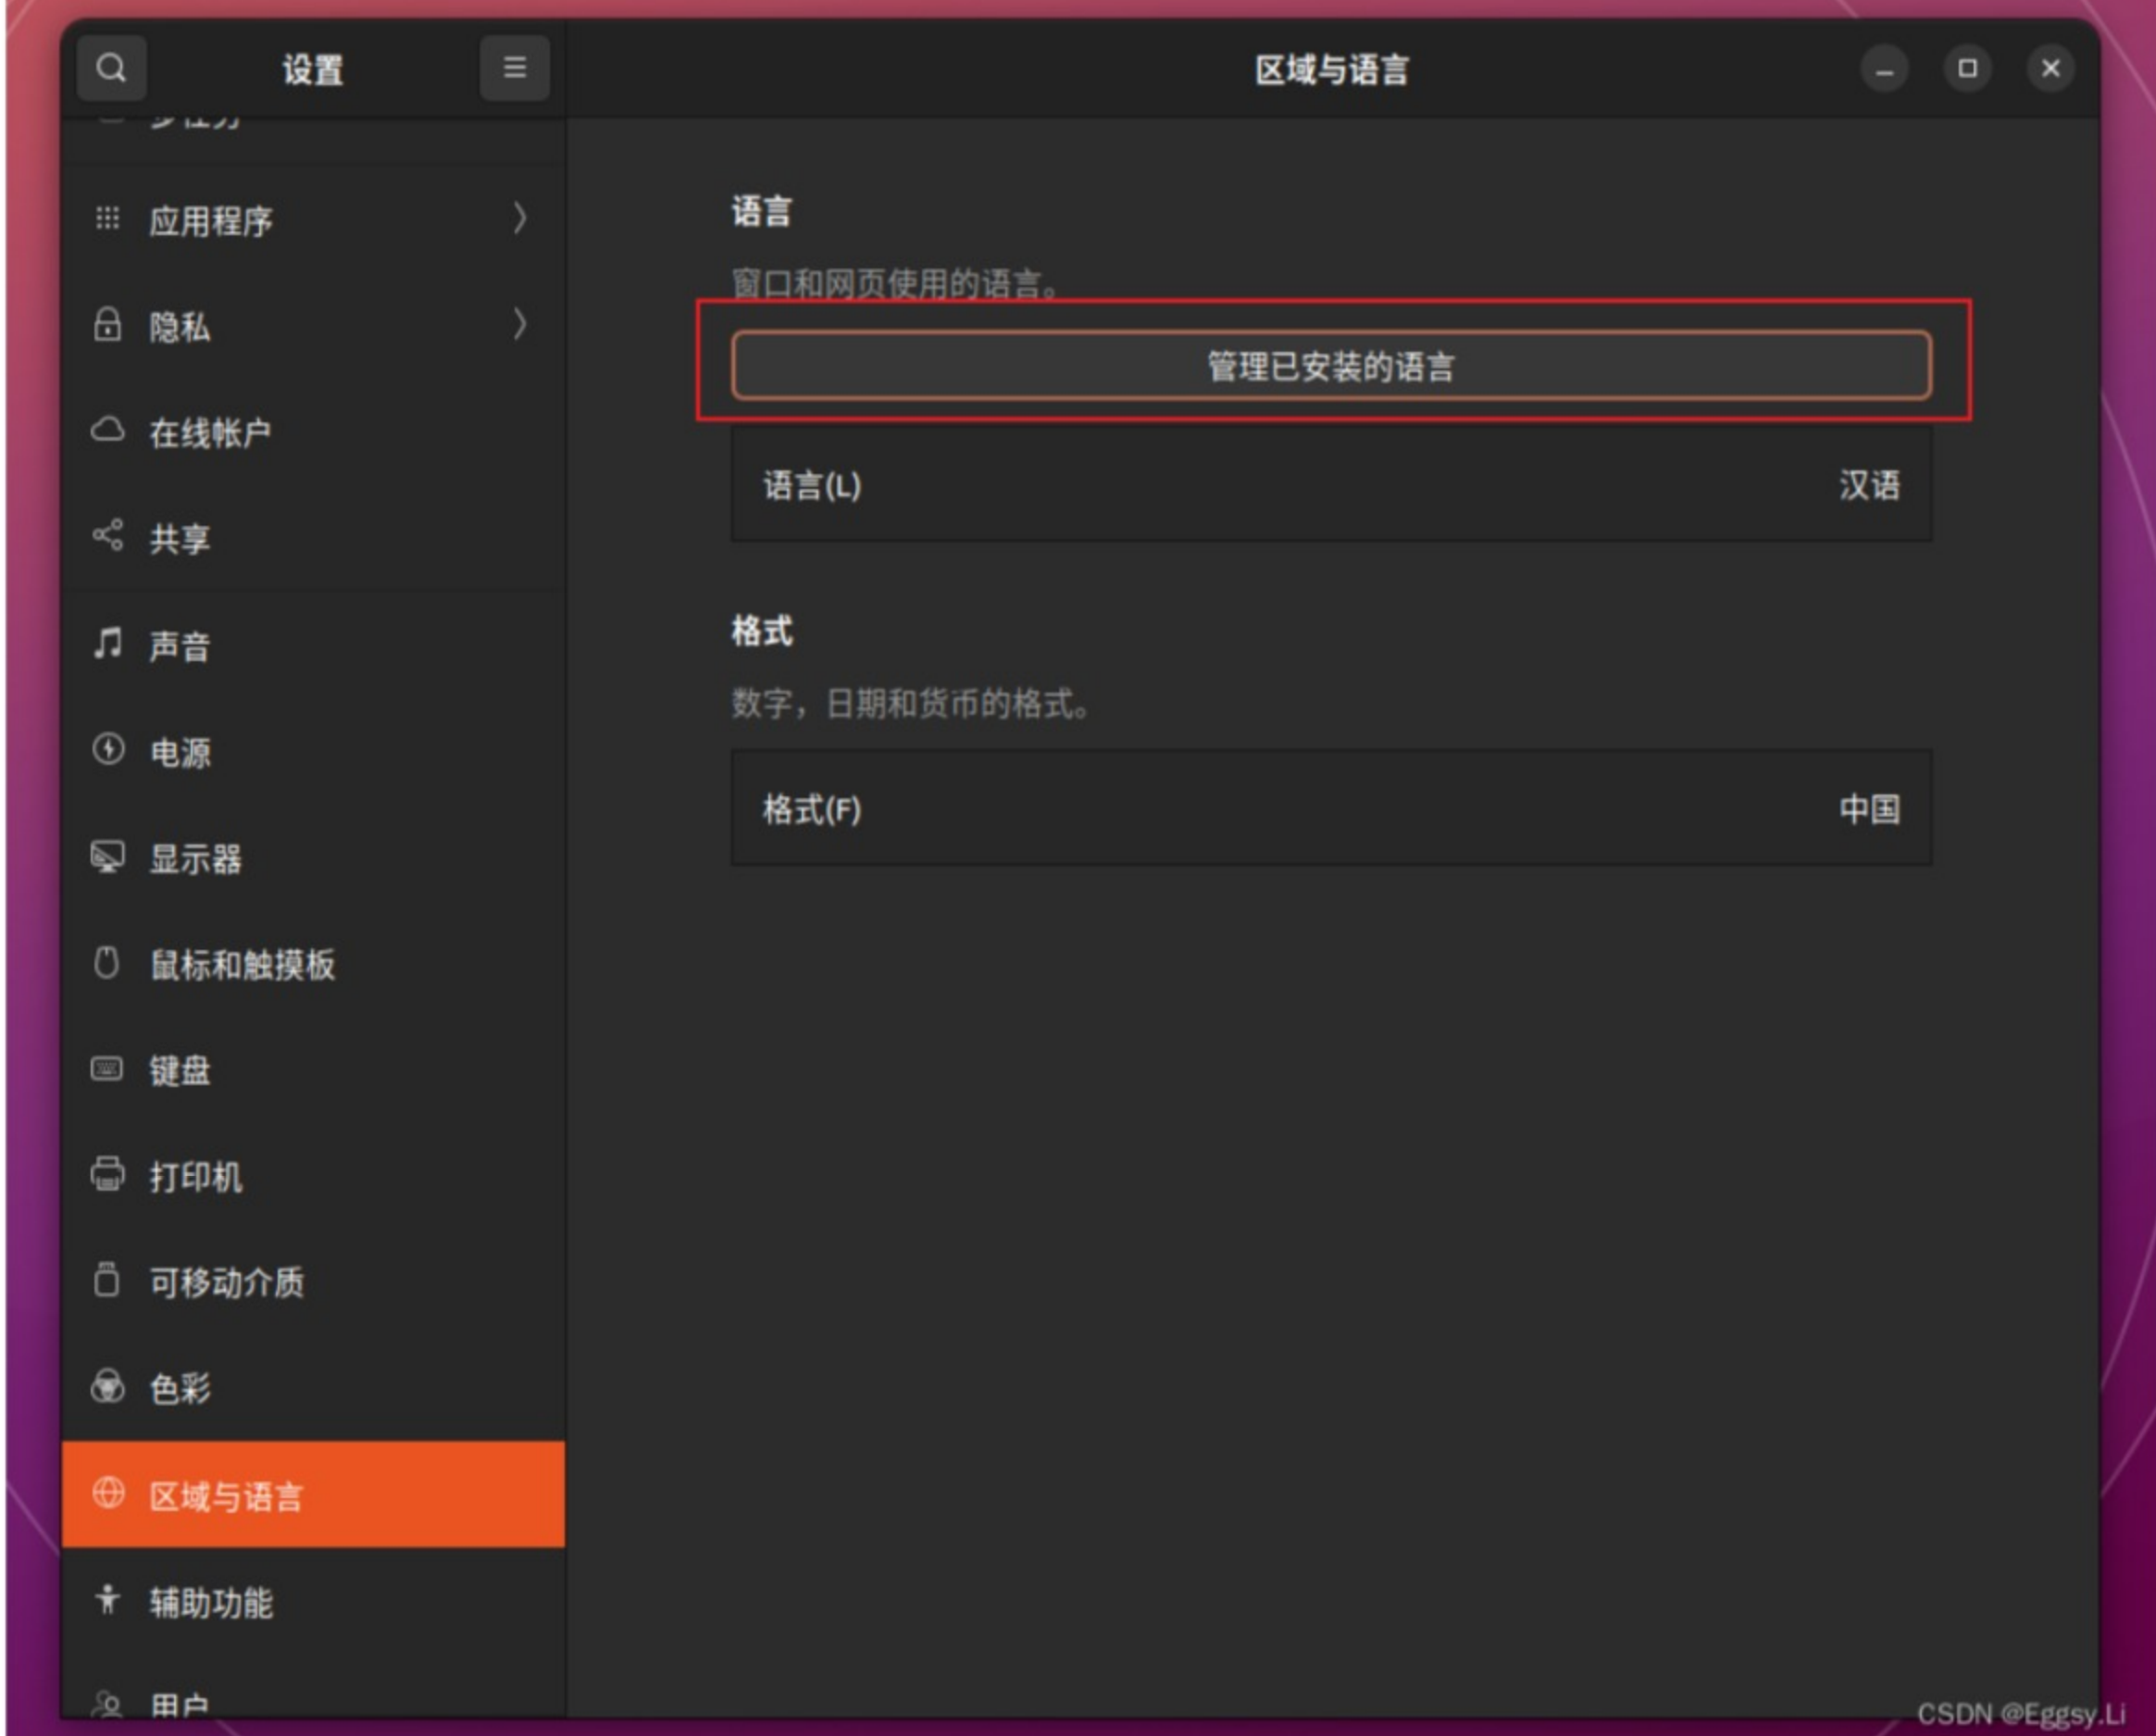 设置
区域与语言
多任务
应用程序
隐私
在线帐户
共享
声音
电源
显示器
鼠标和触摸板
键盘
打印机
可移动介质
色彩
区域与语言
辅助功能
用户
语言
窗口和网页使用的语言。
管理已安装的语言
语言(L)
汉语
格式
数字，日期和货币的格式。
格式(F)
中国
CSDN @Eggsy.Li